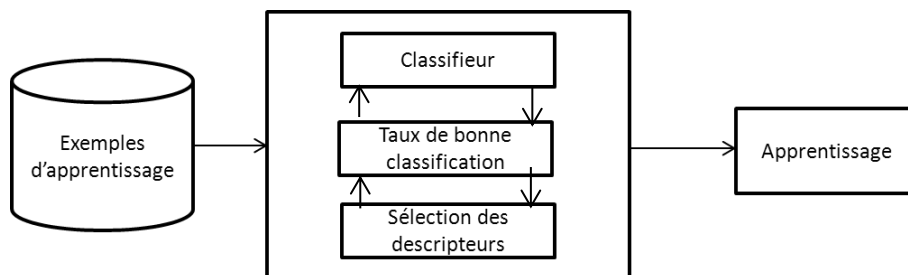 Exemples
d’apprentissage
Classifieur
Taux de bonne
classification
Sélection des
descripteurs
Apprentissage